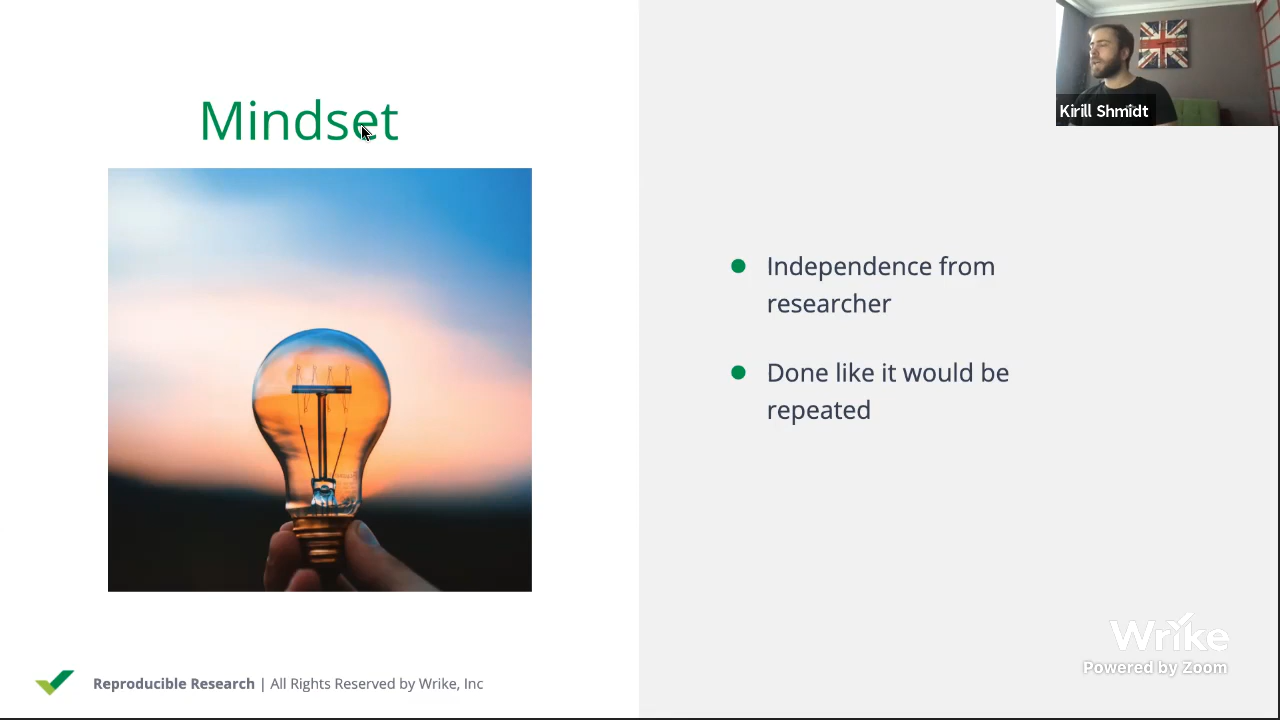 Mindset
Independence from
researcher
Done like it would be
repeated
Kirill Shmidt
Wrike
Powered by Zoom
Reproducible Research | All Rights Reserved by Wrike, Inc